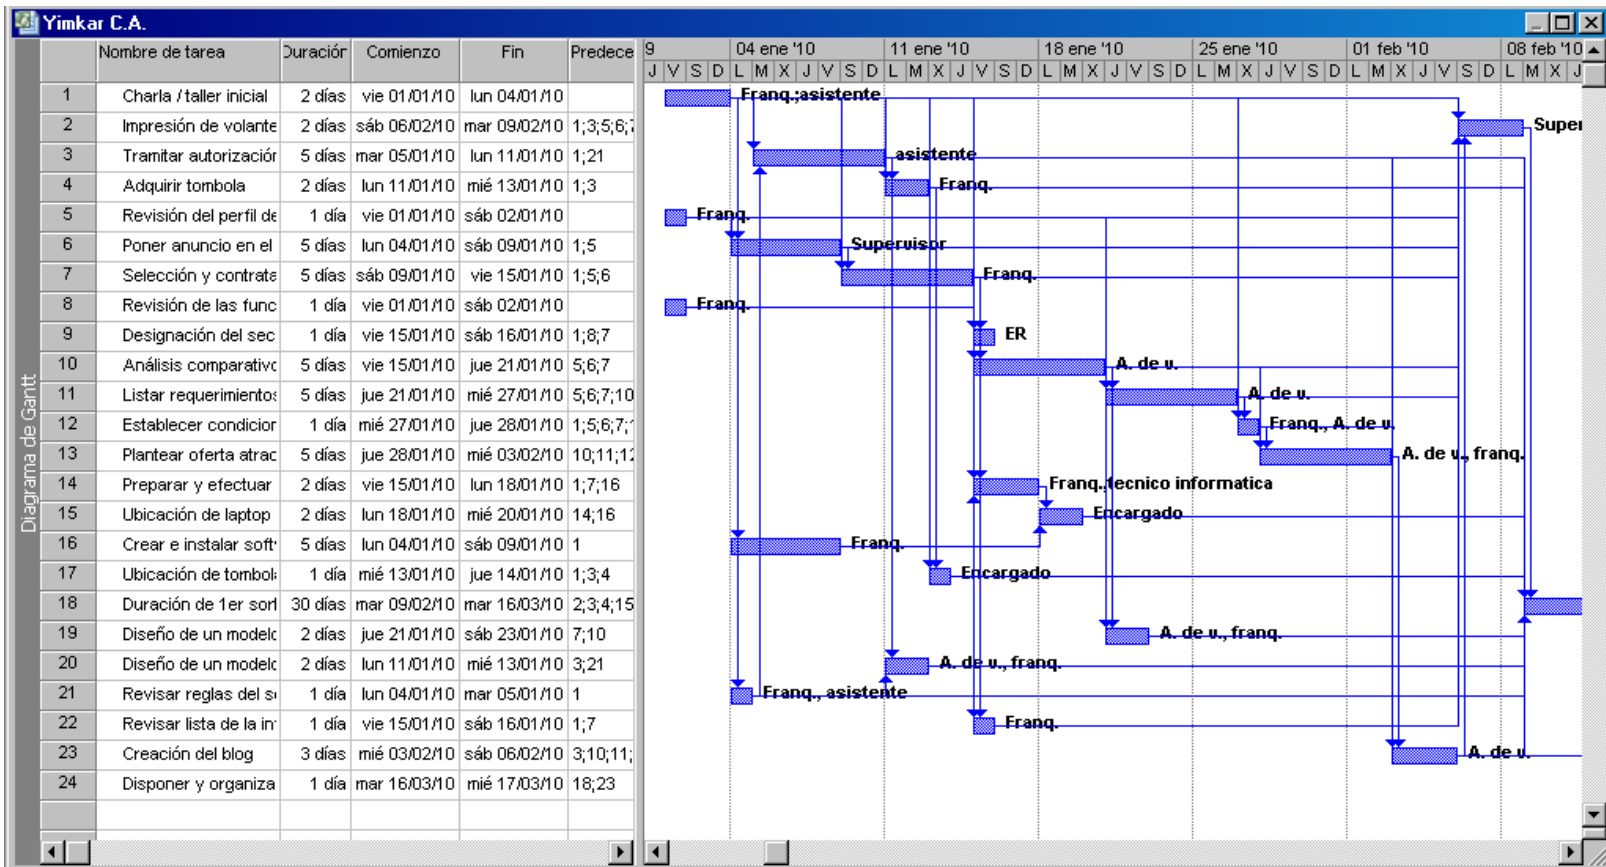 Yimkar C.A.
Diagrama de Gantt
Nombre de tarea Duración Comienzo Fin Predece
9 04 ene '10 11 ene '10 18 ene '10 25 ene '10 01 feb '10 08 feb '10
J V S D L M X J V S D L M X J V S D L M X J V S D L M X J V S D L M X J V S D L M X J
1 Charla / taller inicial 2 días vie 01/01/10 lun 04/01/10 Franq.;asistente
2 Impresión de volante 2 días sáb 06/02/10 mar 09/02/10 1;3;5;6;7 Super
3 Tramitar autorización 5 días mar 05/01/10 lun 11/01/10 1;21 asistente
4 Adquirir tombola 2 días lun 11/01/10 mié 13/01/10 1;3 Franq.
5 Revisión del perfil de 1 día vie 01/01/10 sáb 02/01/10 Franq.
6 Poner anuncio en el 5 días lun 04/01/10 sáb 09/01/10 1;5 Supervisor
7 Selección y contrata 5 días sáb 09/01/10 vie 15/01/10 1;5;6 Franq.
8 Revisión de las func 1 día vie 01/01/10 sáb 02/01/10 Franq.
9 Designación del sec 1 día vie 15/01/10 sáb 16/01/10 1;8;7 ER
10 Análisis comparativo 5 días vie 15/01/10 jue 21/01/10 5;6;7 A. de v.
11 Listar requerimientos 5 días jue 21/01/10 mié 27/01/10 5;6;7;10 A. de v.
12 Establecer condicior 1 día mié 27/01/10 jue 28/01/10 1;5;6;7; Franq., A. de v.
13 Plantear oferta atrac 5 días jue 28/01/10 mié 03/02/10 10;11;12 A. de v., franq.
14 Preparar y efectuar 2 días vie 15/01/10 lun 18/01/10 1;7;16 Franq.,tecnico informatica
15 Ubicación de laptop 2 días lun 18/01/10 mié 20/01/10 14;16 Encargado
16 Crear e instalar soft 5 días lun 04/01/10 sáb 09/01/10 1 Franq.
17 Ubicación de tombol 1 día mié 13/01/10 jue 14/01/10 1;3;4 Encargado
18 Duración de 1er sort 30 días mar 09/02/10 mar 16/03/10 2;3;4;15
19 Diseño de un modelo 2 días jue 21/01/10 sáb 23/01/10 7;10 A. de v., franq.
20 Diseño de un modelo 2 días lun 11/01/10 mié 13/01/10 3;21 A. de v., franq.
21 Revisar reglas del s 1 día lun 04/01/10 mar 05/01/10 1 Franq., asistente
22 Revisar lista de la in 1 día vie 15/01/10 sáb 16/01/10 1;7 Franq.
23 Creación del blog 3 días mié 03/02/10 sáb 06/02/10 3;10;11; A. de v.
24 Disponer y organiza 1 día mar 16/03/10 mié 17/03/10 18;23